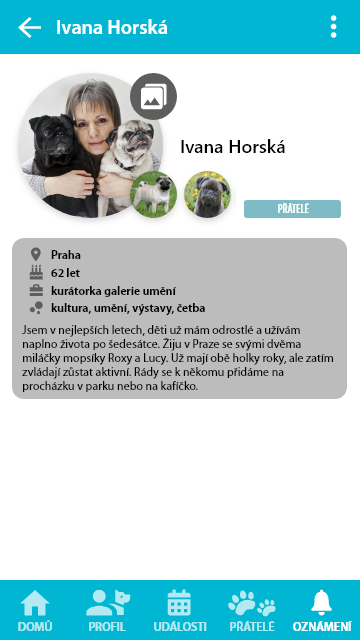 Ivana Horská
Ivana Horská
PŘÁTELÉ
Praha
62 let
kurátorka galerie umění
kultura, umění, výstavy, četba
Jsem v nejlepších letech, děti už mám odrostlé a užívám
naplno života po šedesátce. Žiju v Praze se svými dvěma
miláčky mopsíky Roxy a Lucy. Už mají obě holky roky, ale zatím
zvládají zůstat aktivní. Rády se k někomu přidáme na
procházku v parku nebo na kafíčko.
DOMŮ PROFIL UDÁLOSTI PŘÁTELÉ OZNÁMENÍ